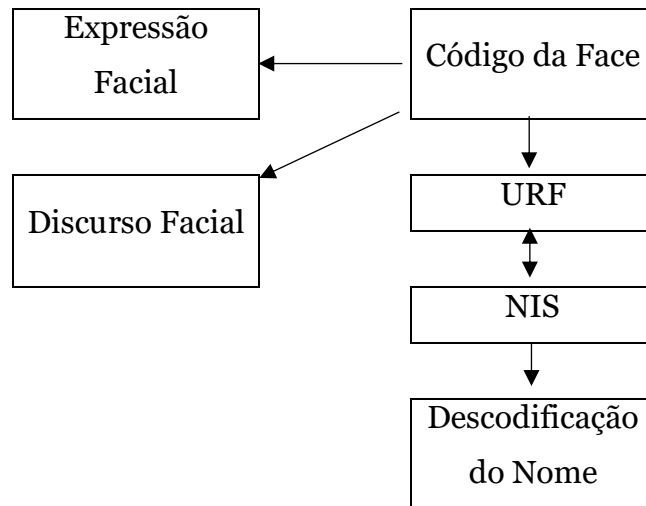 Expressão
Facial
Código da Face
Discurso Facial
URF
NIS
Descodificação
do Nome